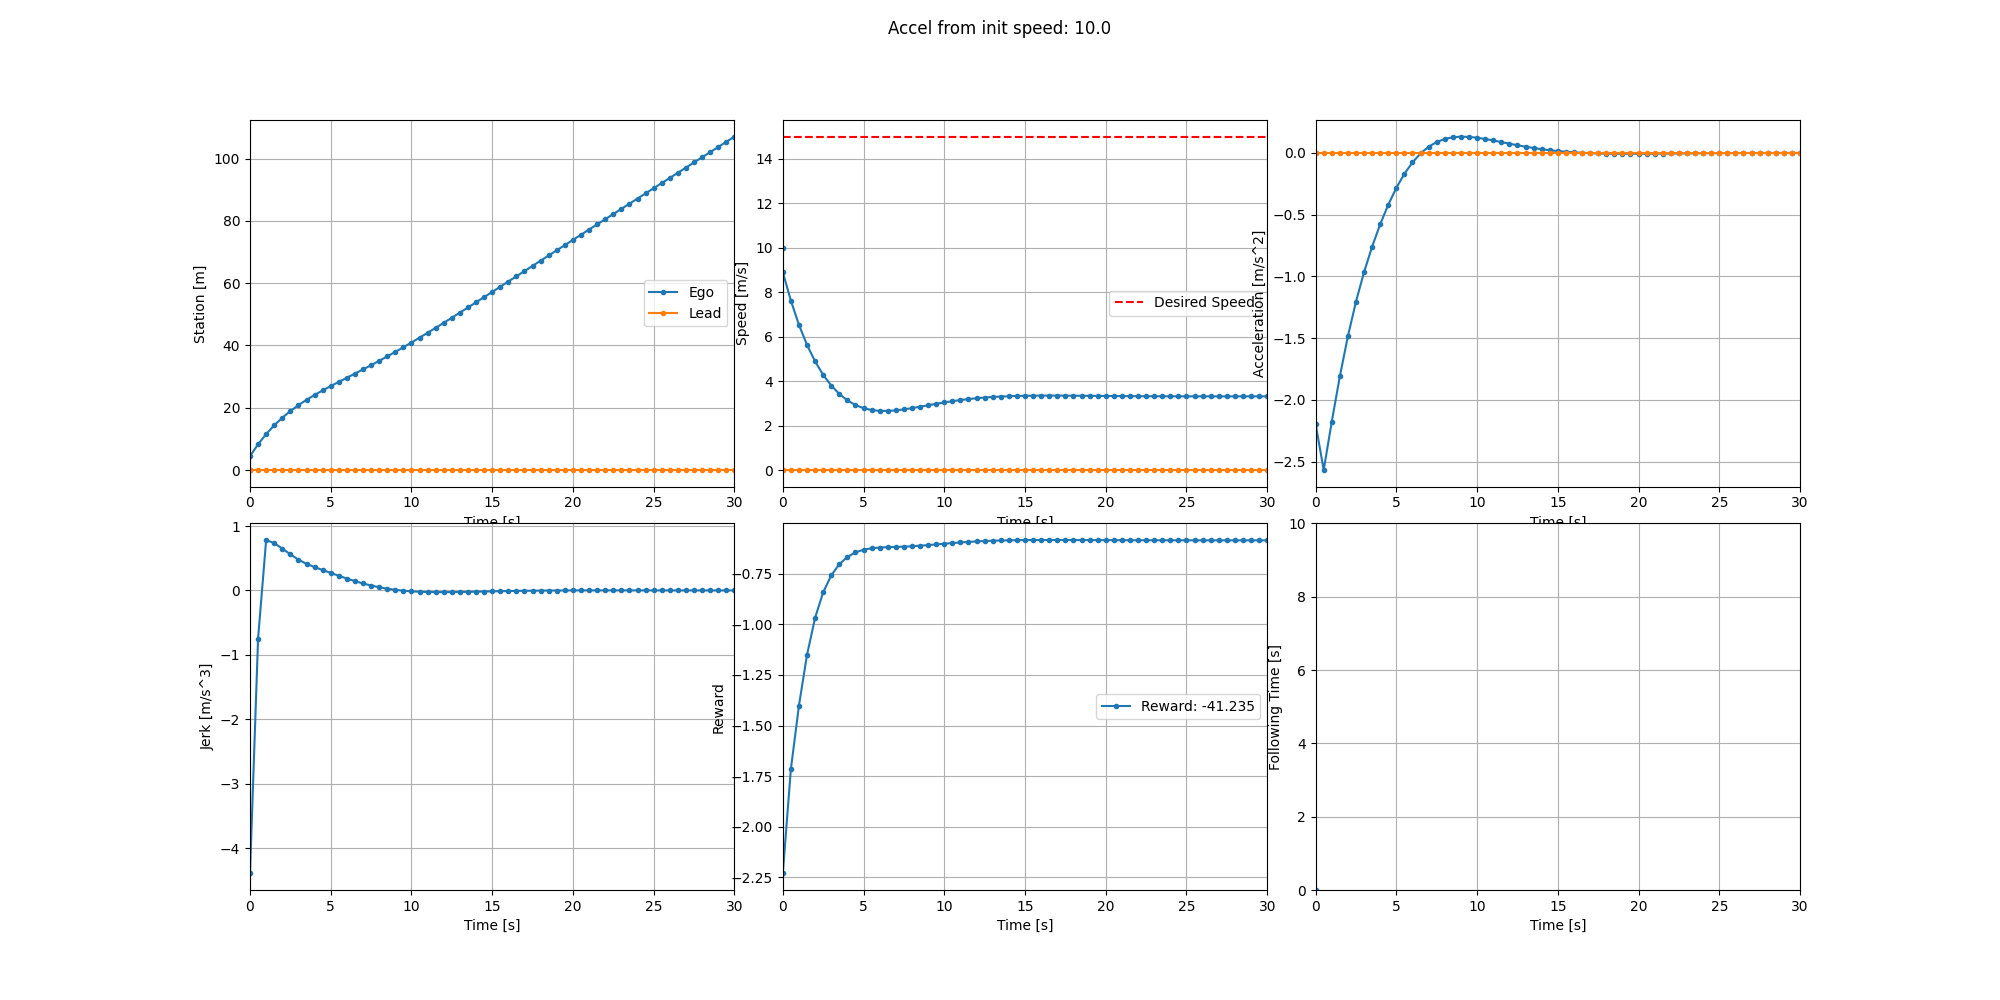 Accel from init speed: 10.0
Station [m]
100
80
60
40
20
0
0 5 10 15 20 25 30
Time [s]
Ego
Lead
Speed [m/s]
14
12
10
8
6
4
2
0
0 5 10 15 20 25 30
Time [s]
Desired Speed
Acceleration [m/s^2]
0.0
−0.5
−1.0
−1.5
−2.0
−2.5
0 5 10 15 20 25 30
Time [s]
Jerk [m/s^3]
1
0
−1
−2
−3
−4
0 5 10 15 20 25 30
Time [s]
Reward
−0.75
−1.00
−1.25
−1.50
−1.75
−2.00
−2.25
0 5 10 15 20 25 30
Time [s]
Reward: -41.235
Following Time [s]
10
8
6
4
2
0
0 5 10 15 20 25 30
Time [s]